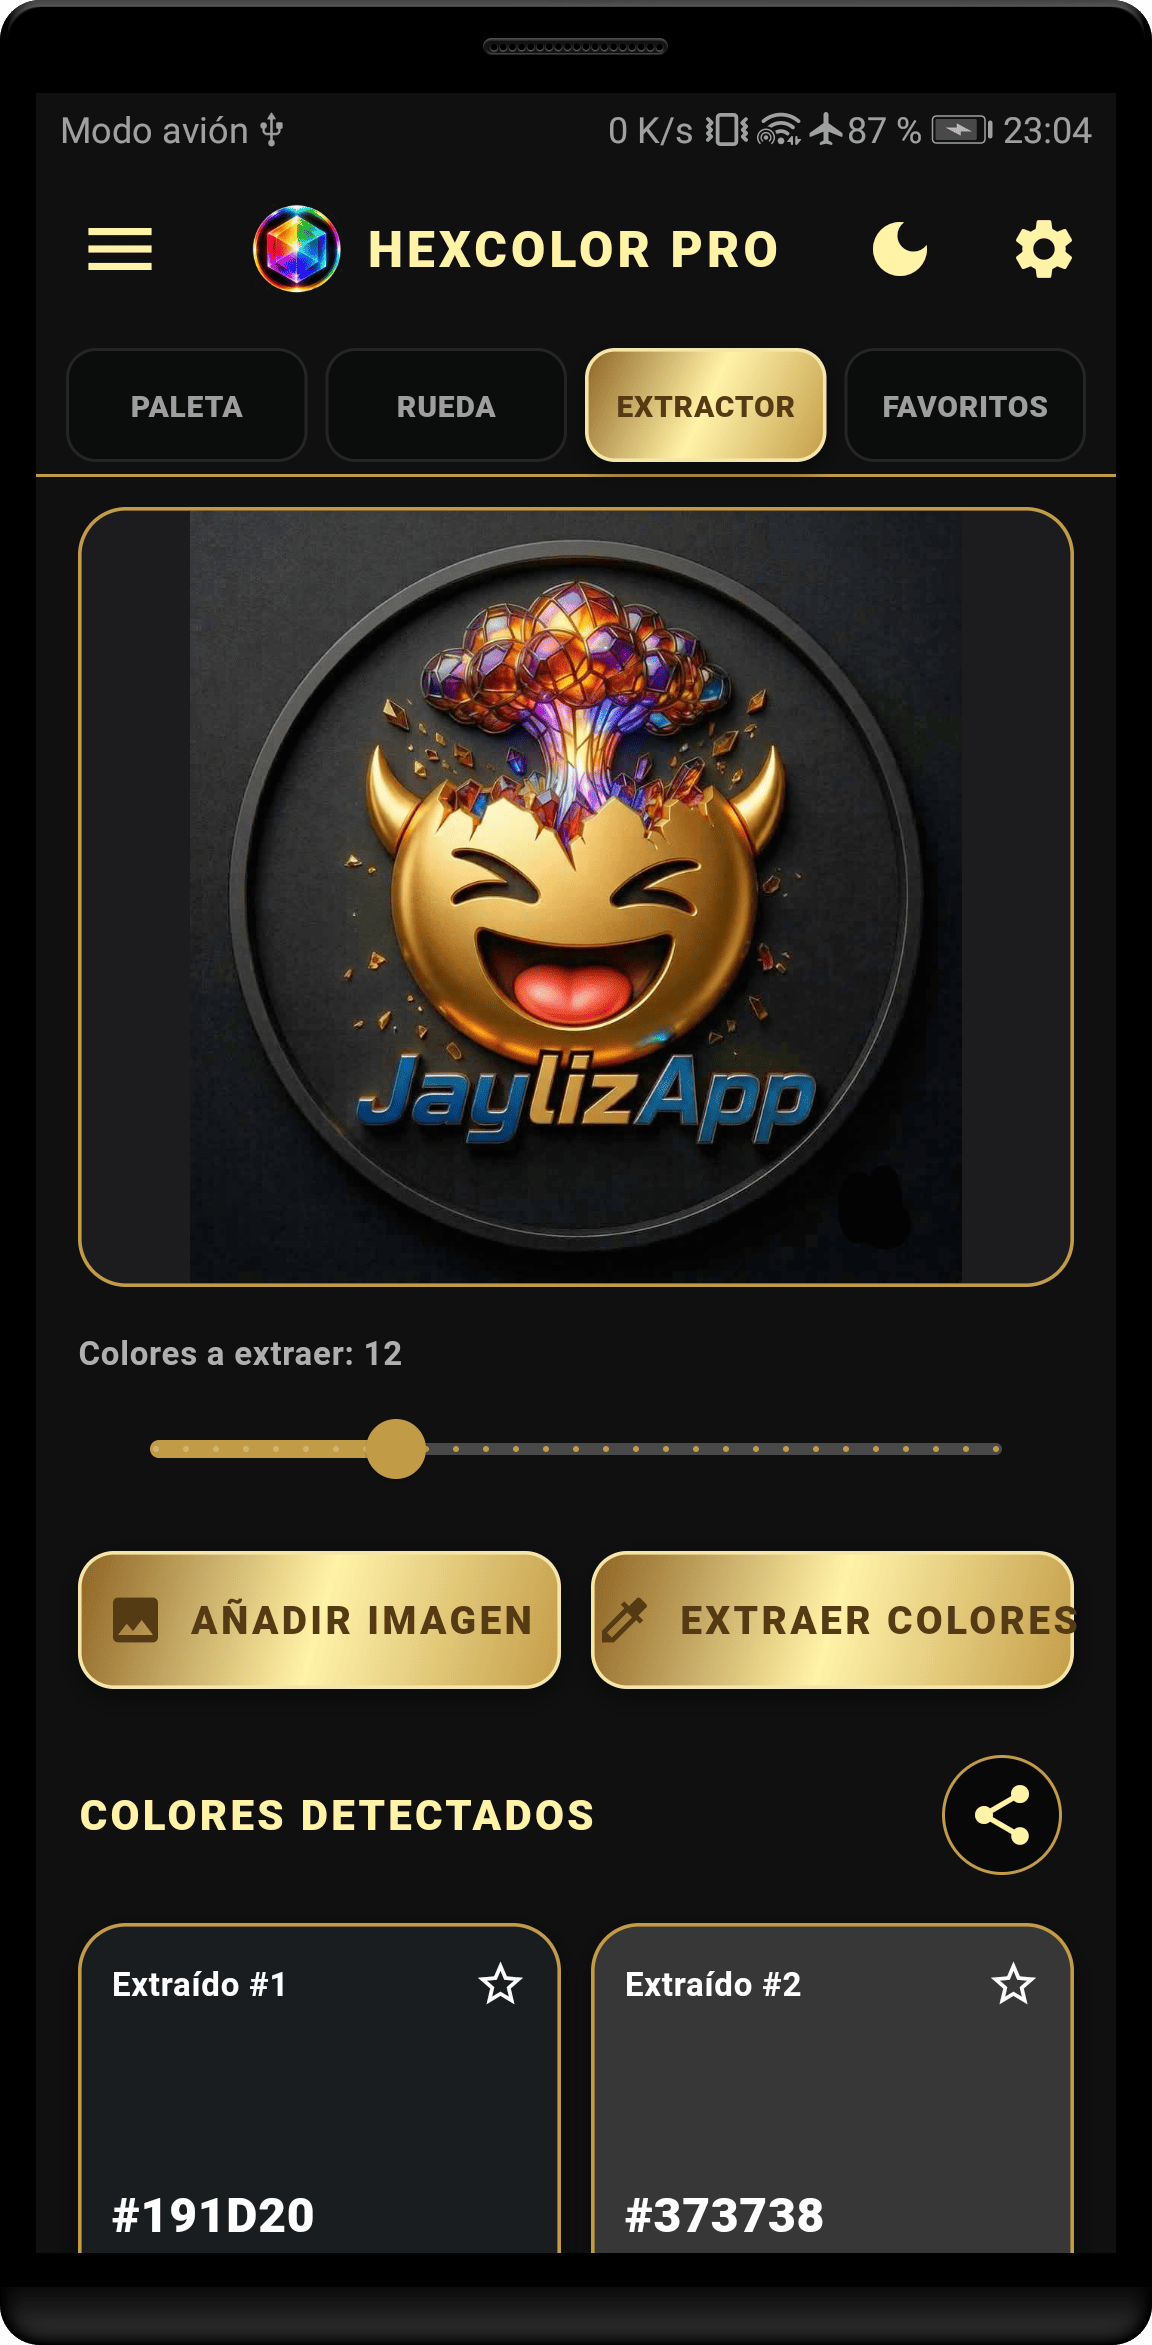 Modo avión 0 K/s 87 % 23:04
HEXCOLOR PRO
PALETA RUEDA EXTRACTOR FAVORITOS
JaylizApp
Colores a extraer: 12
AÑADIR IMAGEN EXTRAER COLORES
COLORES DETECTADOS
Extraído #1 Extraído #2
#191D20 #373738